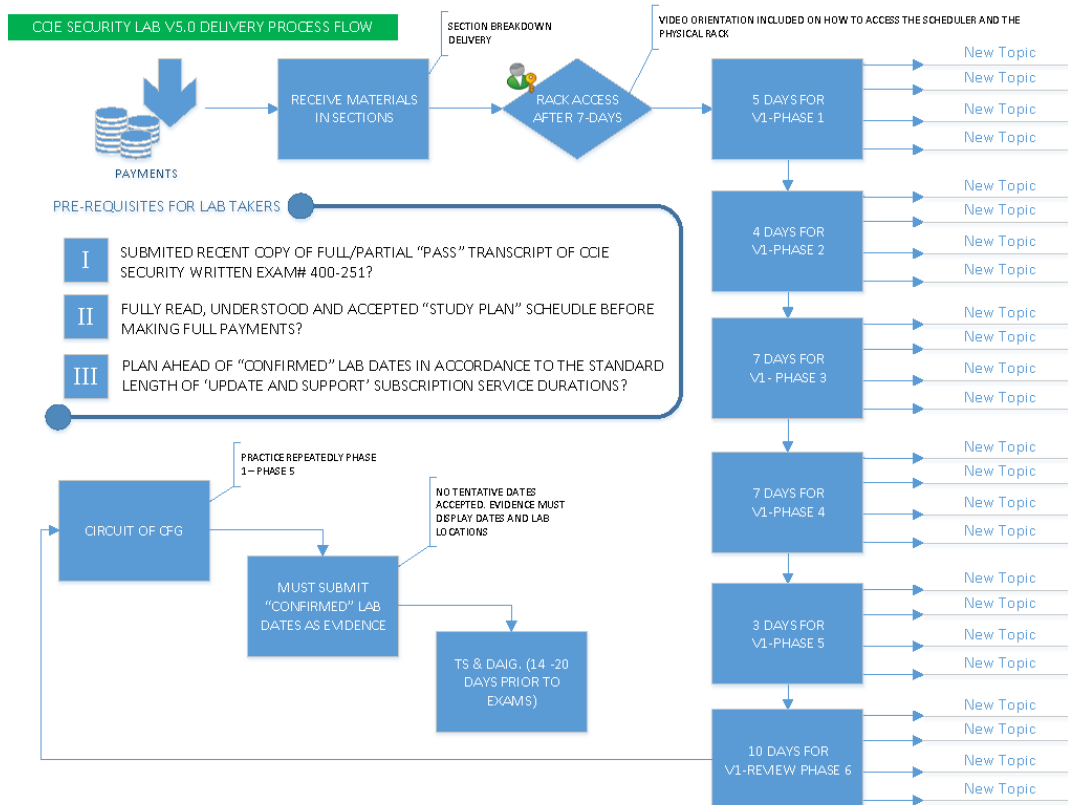 CCIE SECURITY LAB V5.0 DELIVERY PROCESS FLOW
SECTION BREAKDOWN
DELIVERY
VIDEO ORIENTATION INCLUDED ON HOW TO ACCESS THE SCHEDULER AND THE
PHYSICAL RACK
PAYMENTS
RECEIVE MATERIALS
IN SECTIONS
RACK ACCESS
AFTER 7-DAYS
5 DAYS FOR
V1-PHASE 1
New Topic
New Topic
New Topic
New Topic
4 DAYS FOR
V1-PHASE 2
New Topic
New Topic
New Topic
New Topic
7 DAYS FOR
V1- PHASE 3
New Topic
New Topic
New Topic
New Topic
7 DAYS FOR
V1-PHASE 4
New Topic
New Topic
New Topic
New Topic
3 DAYS FOR
V1-PHASE 5
New Topic
New Topic
New Topic
New Topic
10 DAYS FOR
V1-REVIEW PHASE 6
New Topic
New Topic
New Topic
New Topic
PRE-REQUISITES FOR LAB TAKERS
I
SUBMITED RECENT COPY OF FULL/PARTIAL “PASS” TRANSCRIPT OF CCIE
SECURITY WRITTEN EXAM# 400-251?
II
FULLY READ, UNDERSTOOD AND ACCEPTED “STUDY PLAN” SCHEUDLE BEFORE
MAKING FULL PAYMENTS?
III
PLAN AHEAD OF “CONFIRMED” LAB DATES IN ACCORDANCE TO THE STANDARD
LENGTH OF ‘UPDATE AND SUPPORT’ SUBSCRIPTION SERVICE DURATIONS?
PRACTICE REPEATEDLY PHASE
1– PHASE 5
CIRCUIT OF CFG
NO TENTATIVE DATES
ACCEPTED. EVIDENCE MUST
DISPLAY DATES AND LAB
LOCATIONS
MUST SUBMIT
“CONFIRMED” LAB
DATES AS EVIDENCE
TS & DAIG. (14 -20
DAYS PRIOR TO
EXAMS)